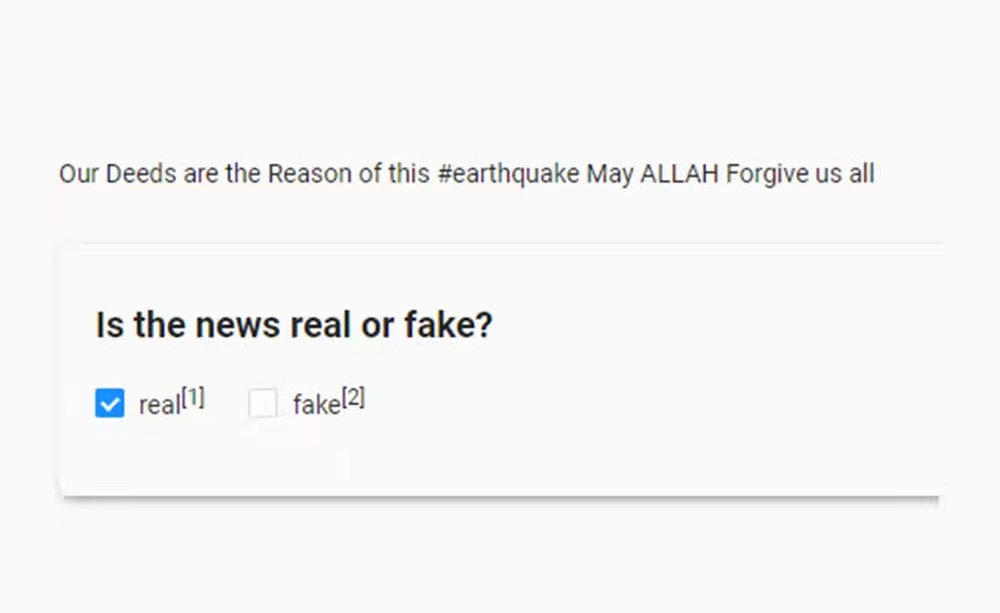 Our Deeds are the Reason of this #earthquake May ALLAH Forgive us all
Is the news real or fake?
real[1] fake[2]